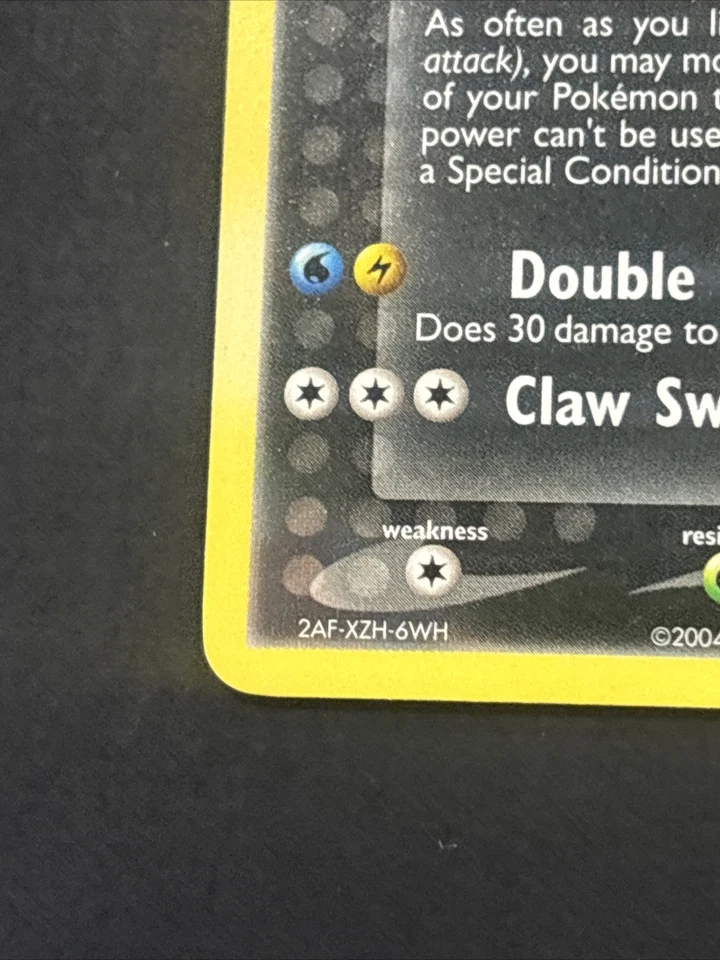 As often as you li
attack), you may mo
of your Pokémon t
power can't be use
a Special Condition
Double
Does 30 damage to
Claw Sw
weakness
resi
2AF-XZH-6WH
©2004